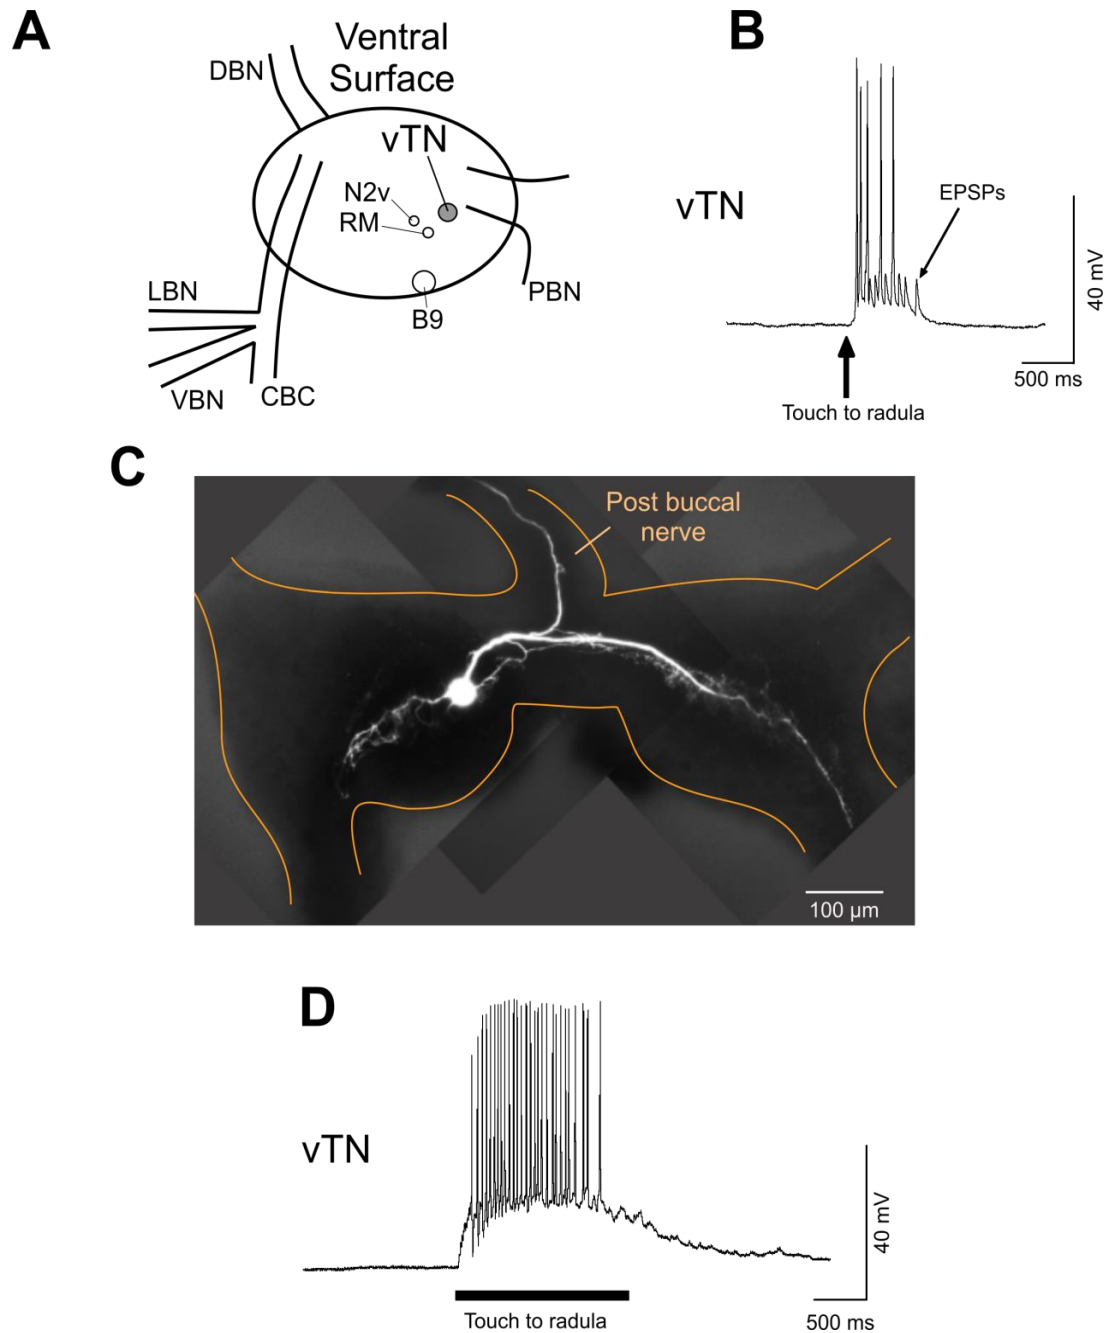 A
Ventral
Surface
DBN
vTN
N2v
RM
LBN
PBN
B9
VBN
CBC
B
vTN
EPSPs
40 mV
500 ms
Touch to radula
C
Post buccal
nerve
100 µm
D
vTN
40 mV
Touch to radula
500 ms